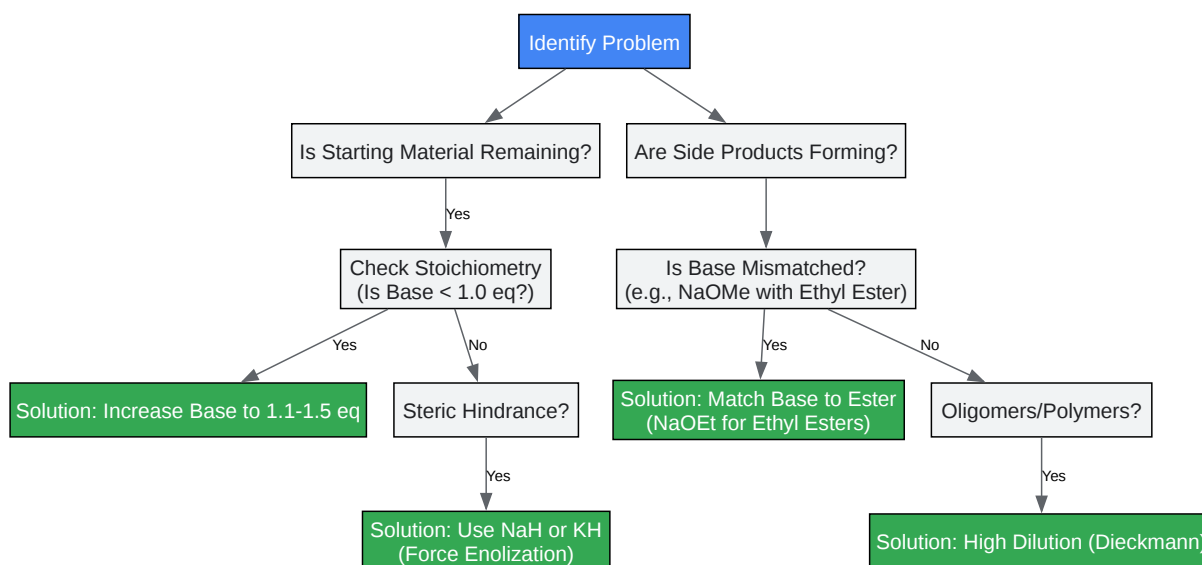 Identify Problem
Is Starting Material Remaining?
Are Side Products Forming?
Yes
Check Stoichiometry
(Is Base < 1.0 eq?)
Is Base Mismatched?
(e.g., NaOMe with Ethyl Ester)
Yes
No
Yes
No
Solution: Increase Base to 1.1-1.5 eq
Steric Hindrance?
Solution: Match Base to Ester
(NaOEt for Ethyl Esters)
Oligomers/Polymers?
Yes
Yes
Solution: Use NaH or KH
(Force Enolization)
Solution: High Dilution (Dieckmann)